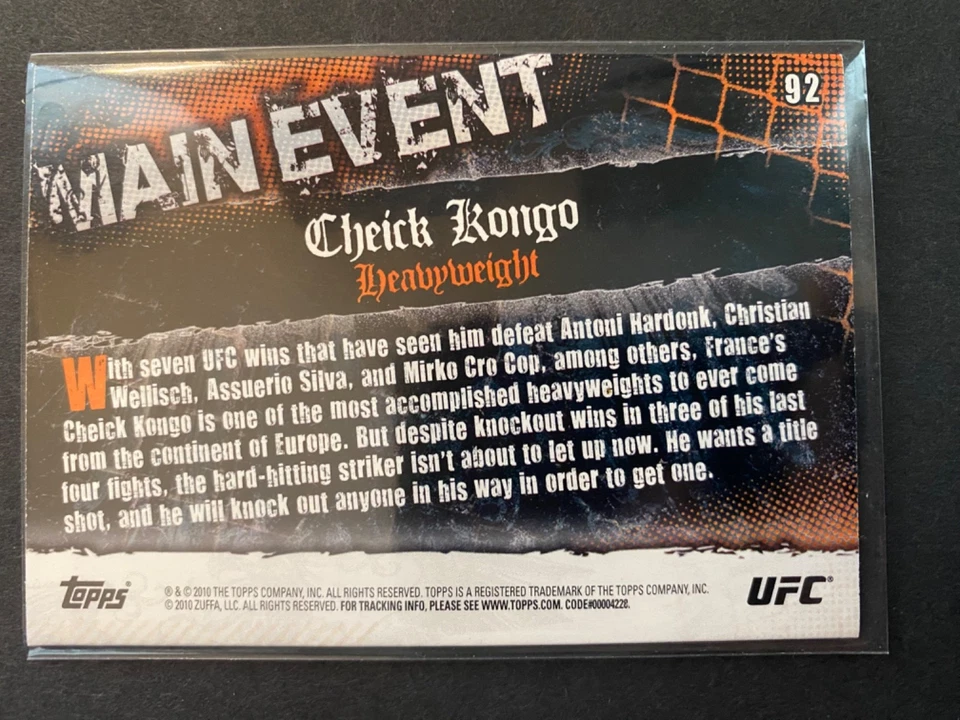 92
MAIN EVENT
Cheick Kongo
Heavyweight
With seven UFC wins that have seen him defeat Antoni Hardonk, Christian
Wellisch, Assuerio Silva, and Mirko Cro Cop, among others, France's
Cheick Kongo is one of the most accomplished heavyweights to ever come
from the continent of Europe. But despite knockout wins in three of his last
four fights, the hard-hitting striker isn't about to let up now. He wants a title
shot, and he will knock out anyone in his way in order to get one.
topps
® & © 2010 THE TOPPS COMPANY, INC. ALL RIGHTS RESERVED. TOPPS IS A REGISTERED TRADEMARK OF THE TOPPS COMPANY, INC.
© 2010 ZUFFA, LLC. ALL RIGHTS RESERVED. FOR TRACKING INFO, PLEASE SEE WWW.TOPPS.COM. CODE#00004228.
UFC®